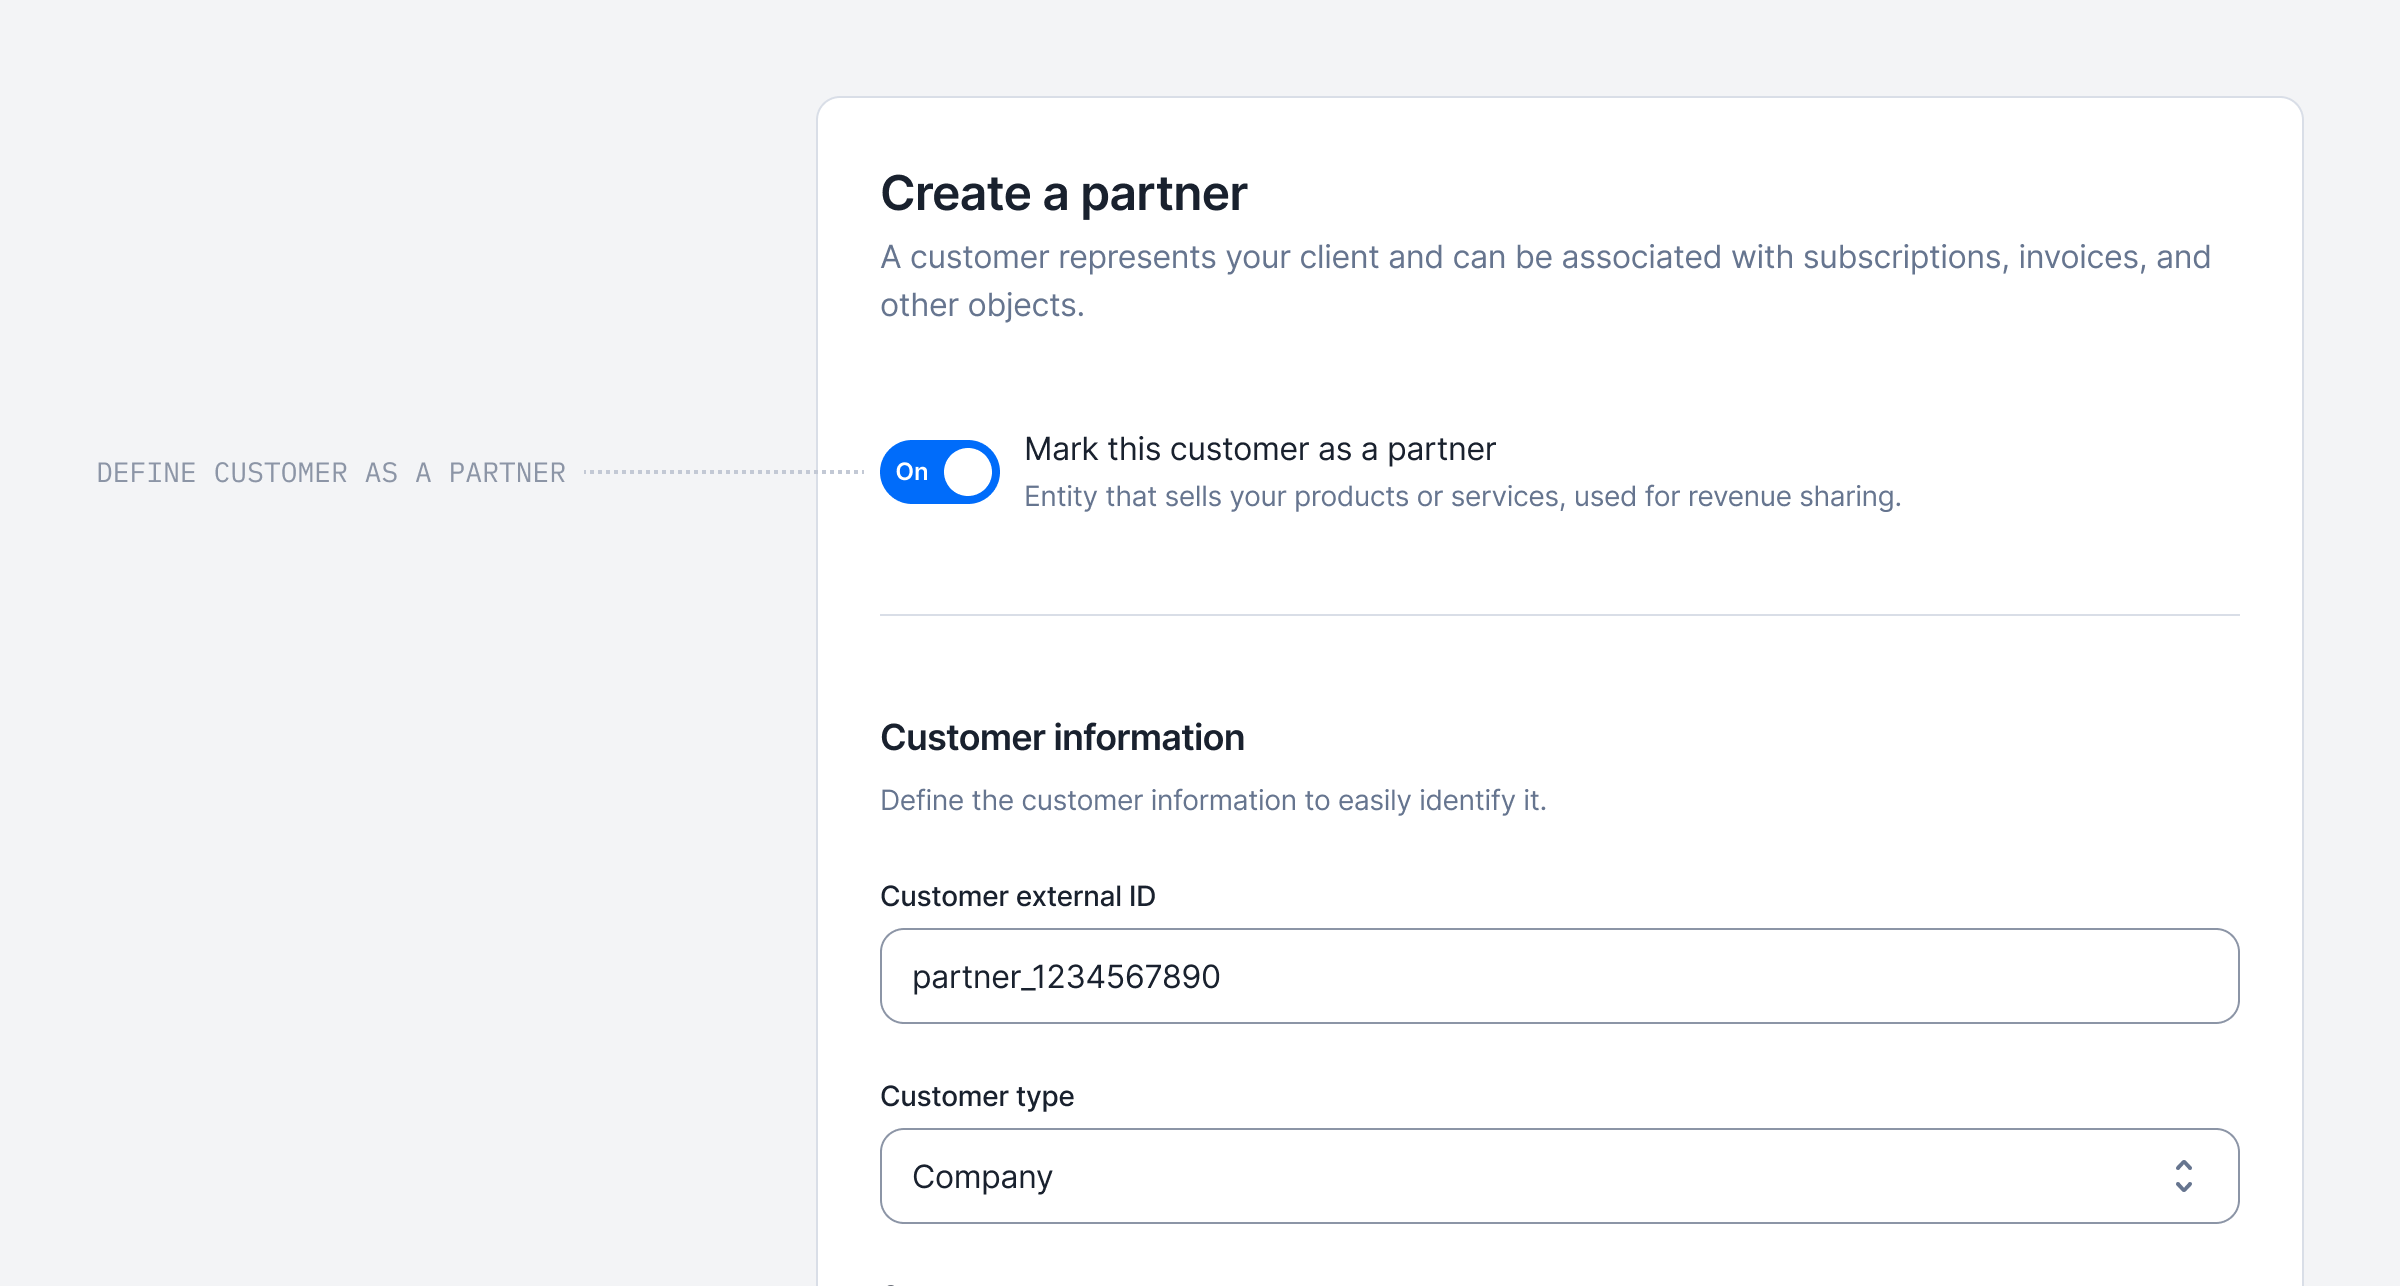 Create a partner
A customer represents your client and can be associated with subscriptions, invoices, and
other objects.
DEFINE CUSTOMER AS A PARTNER
On
Mark this customer as a partner
Entity that sells your products or services, used for revenue sharing.
Customer information
Define the customer information to easily identify it.
Customer external ID
partner_1234567890
Customer type
Company